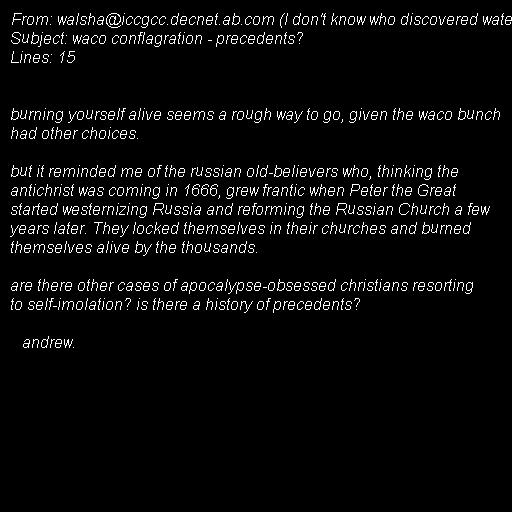 From: walsha@iccgcc.decnet.ab.com (I don't know who discovered wate
Subject: waco conflagration - precedents?
Lines: 15
burning yourself alive seems a rough way to go, given the waco bunch
had other choices.
but it reminded me of the russian old-believers who, thinking the
antichrist was coming in 1666, grew frantic when Peter the Great
started westernizing Russia and reforming the Russian Church a few
years later. They locked themselves in their churches and burned
themselves alive by the thousands.
are there other cases of apocalypse-obsessed christians resorting
to self-imolation? is there a history of precedents?
andrew.